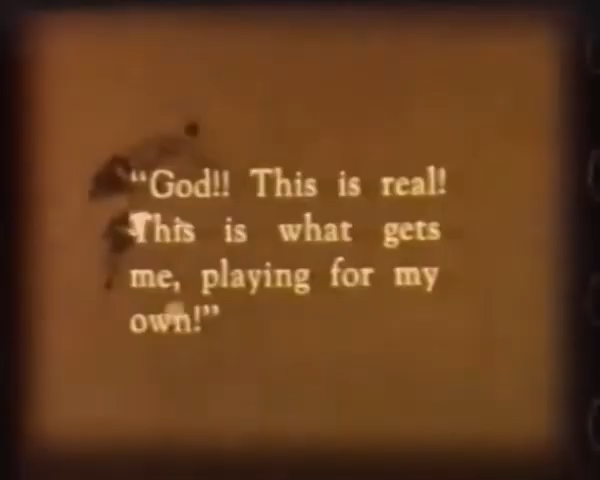 “God!! This is real!
This is what gets
me, playing for my
own!”